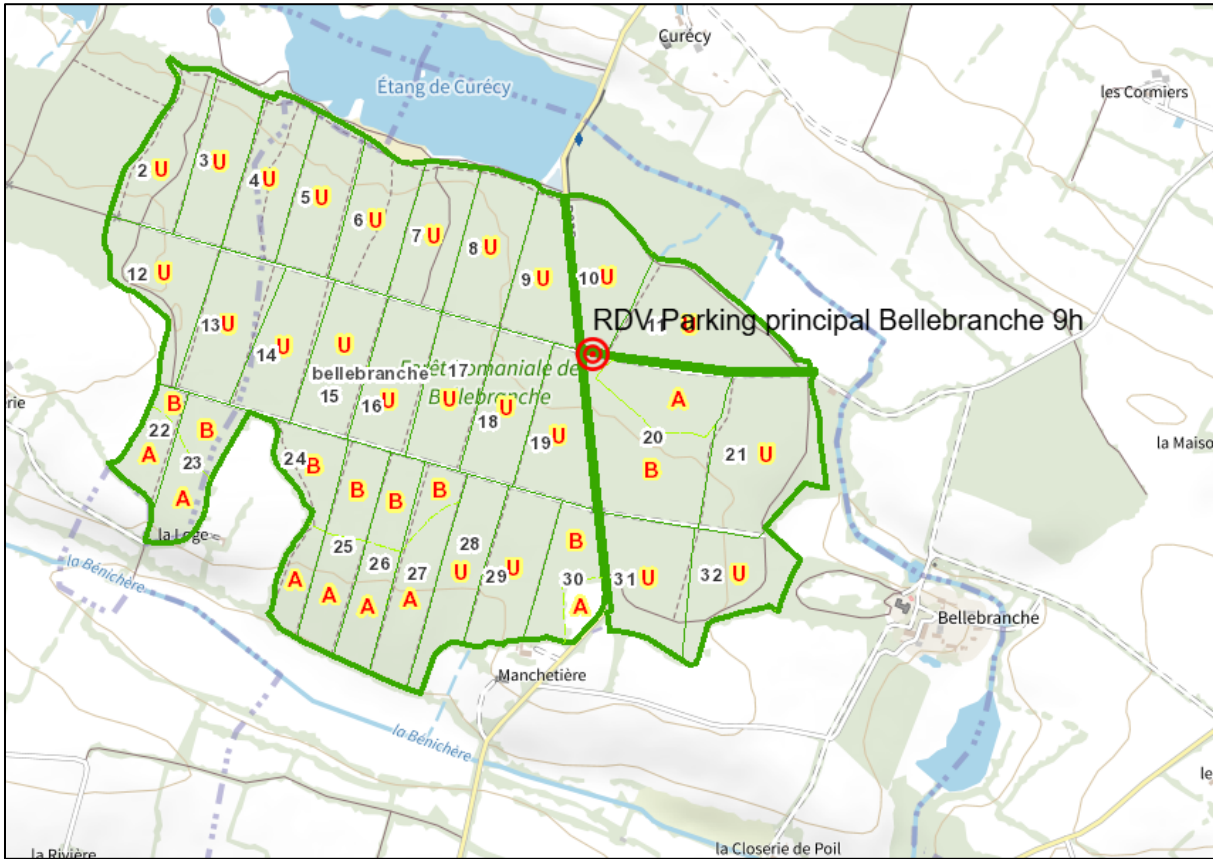 Curécy
Étang de Curécy
les Cormiers
2 U
3 U
4 U
5 U
6 U
7 U
8 U
9 U
10 U
11 U
RDV Parking principal Bellebranche 9h
12 U
13 U
14 U
U
bellebranche
15
16 U
17
U
18 U
19 U
Forêt domaniale de
Bellebranche
A
20
B
21 U
la Maiso
B
22
A
B
23
A
24 B
B
B
B
25
26
27
28
U
29 U
B
30
A
31 U
32 U
A
A
A
A
la Loge
la Bénichère
Bellebranche
Manchetière
la Bénichère
la Rivière
la Closerie de Poil